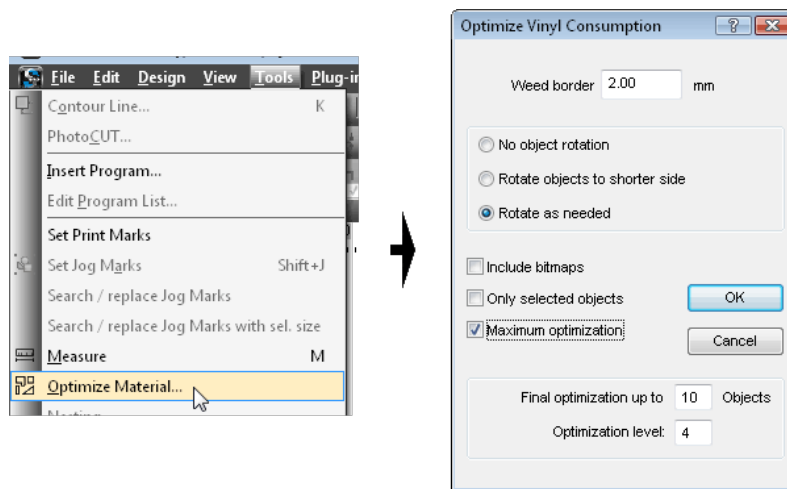 File Edit Design View Tools Plug-in
Contour Line... K
PhotoCUT...
Insert Program...
Edit Program List...
Set Print Marks
Set Jog Marks Shift+J
Search / replace Jog Marks
Search / replace Jog Marks with sel. size
Measure M
Optimize Material...
Nesting
Optimize Vinyl Consumption
Weed border 2.00 mm
No object rotation
Rotate objects to shorter side
Rotate as needed
Include bitmaps
Only selected objects OK
Maximum optimization Cancel
Final optimization up to 10 Objects
Optimization level: 4